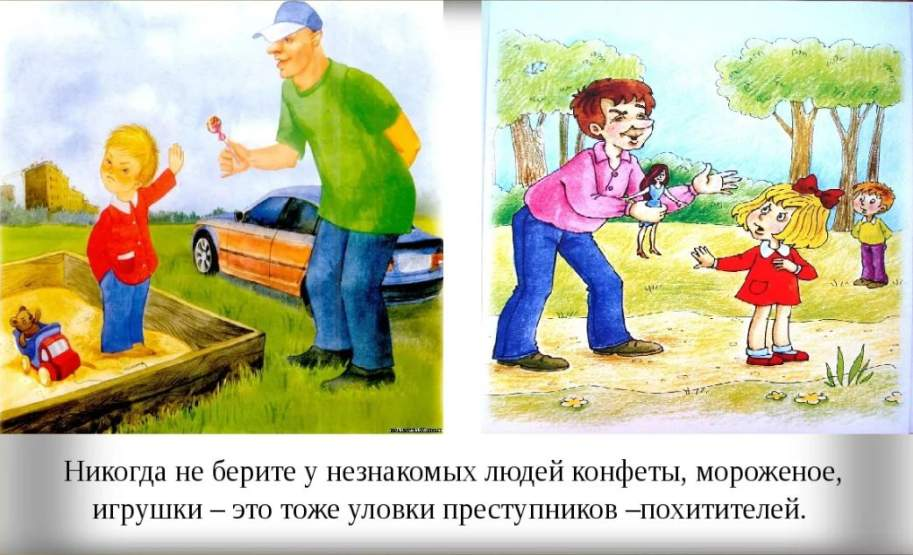 Никогда не берите у незнакомых людей конфеты, мороженое,
игрушки – это тоже уловки преступников –похитителей.